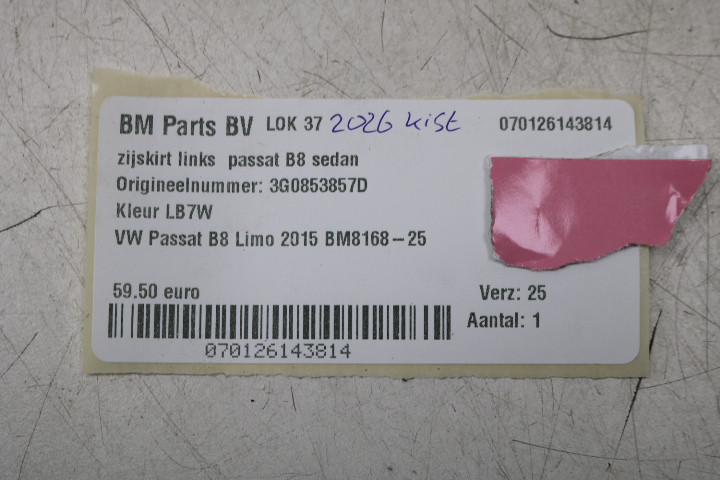 BM Parts BV LOK 37 2026 kist 070126143814
zijskirt links passat B8 sedan
Origineelnummer: 3G0853857D
Kleur LB7W
VW Passat B8 Limo 2015 BM8168-25
59.50 euro Verz: 25
Aantal: 1
070126143814